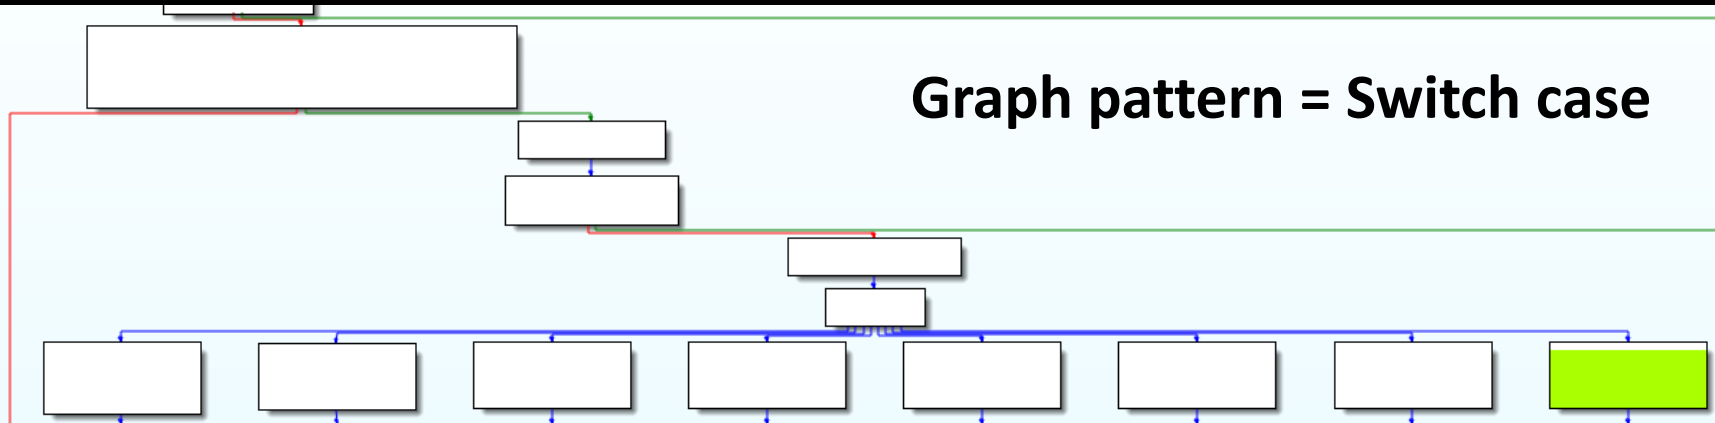 Graph pattern = Switch case